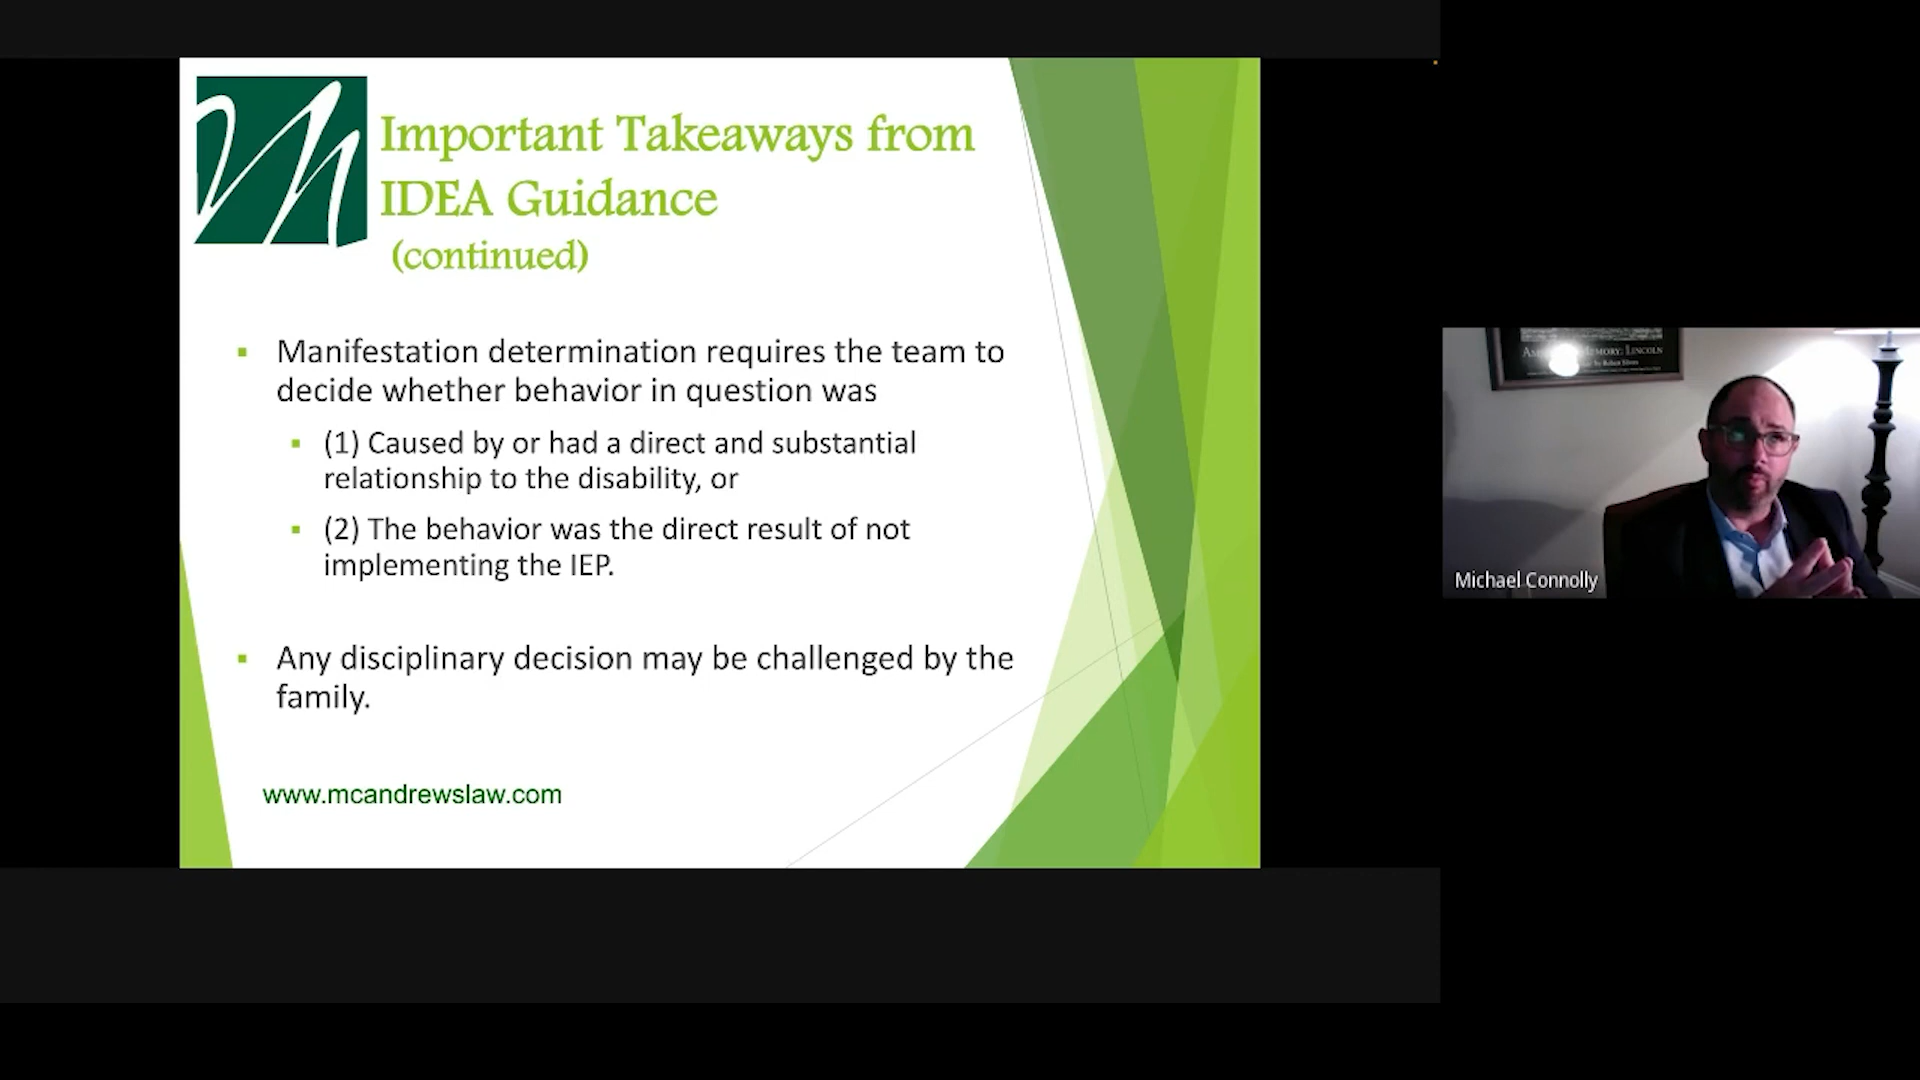 Important Takeaways from
IDEA Guidance
(continued)
Manifestation determination requires the team to
decide whether behavior in question was
(1) Caused by or had a direct and substantial
relationship to the disability, or
(2) The behavior was the direct result of not
implementing the IEP.
Any disciplinary decision may be challenged by the
family.
www.mcandrewslaw.com
Michael Connolly